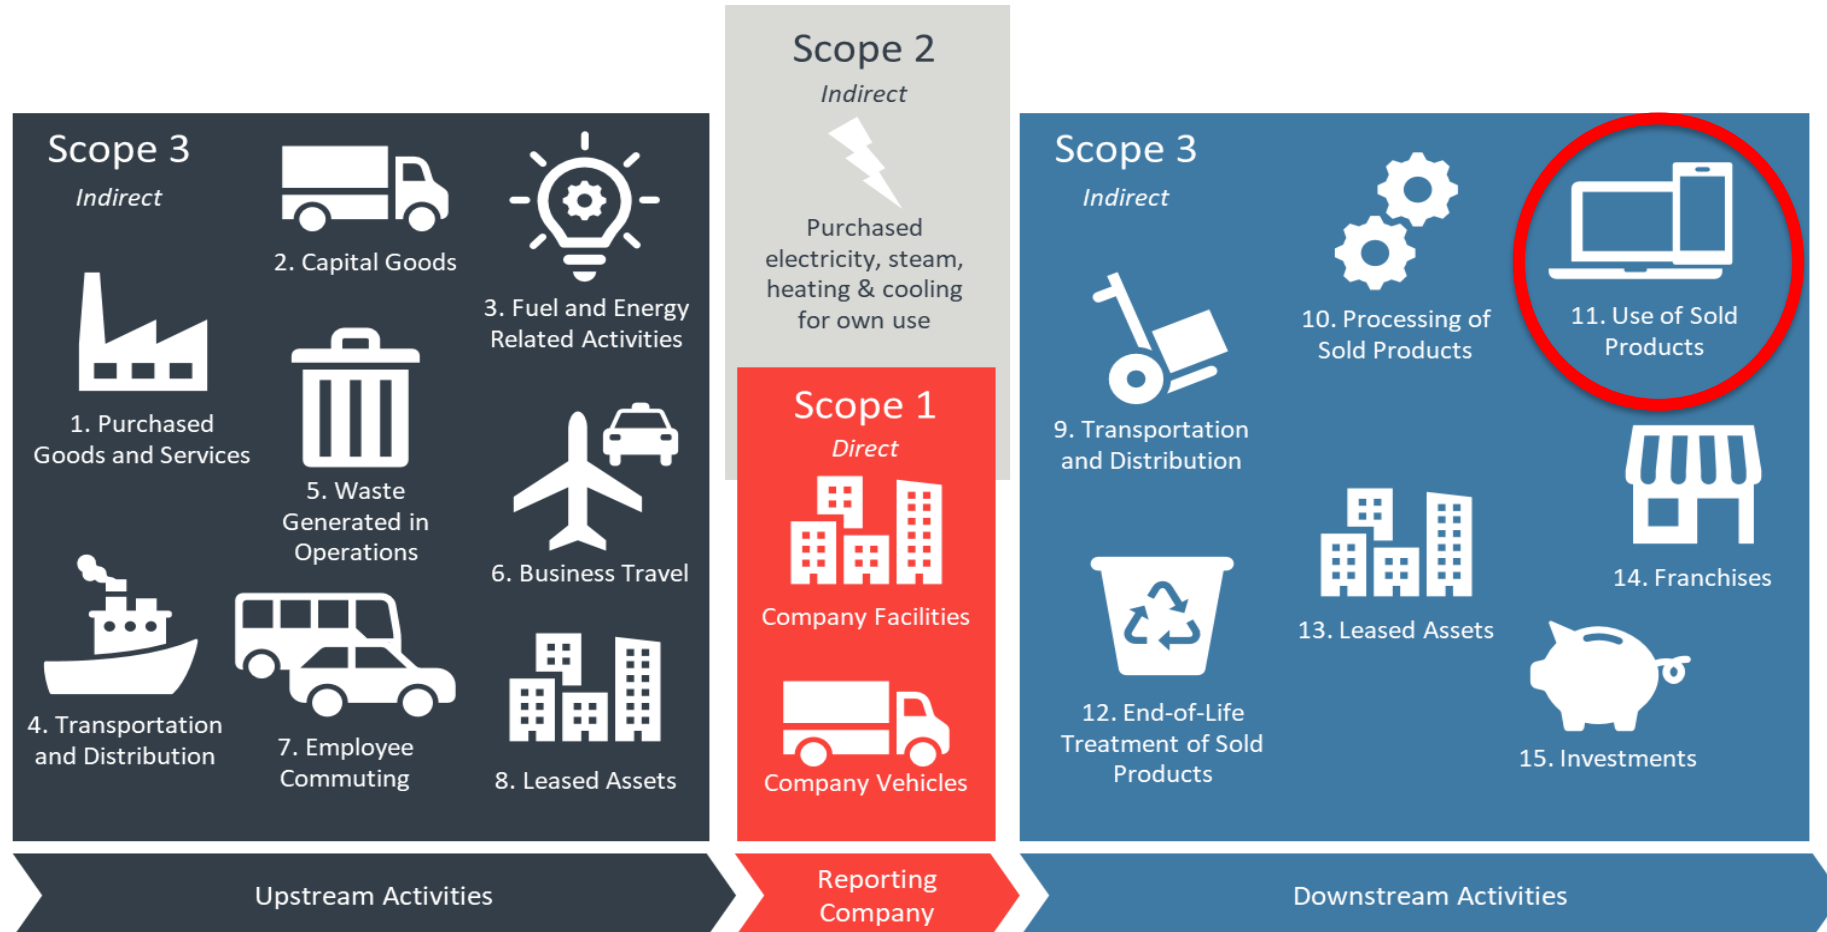 Scope 2
Indirect
Purchased
electricity, steam,
heating & cooling
for own use
Scope 3
Indirect
2. Capital Goods
3. Fuel and Energy
Related Activities
1. Purchased
Goods and Services
5. Waste
Generated in
Operations
6. Business Travel
4. Transportation
and Distribution
7. Employee
Commuting
8. Leased Assets
Scope 1
Direct
Company Facilities
Company Vehicles
Scope 3
Indirect
10. Processing of
Sold Products
11. Use of Sold
Products
9. Transportation
and Distribution
14. Franchises
13. Leased Assets
12. End-of-Life
Treatment of Sold
Products
15. Investments
Upstream Activities
Reporting
Company
Downstream Activities